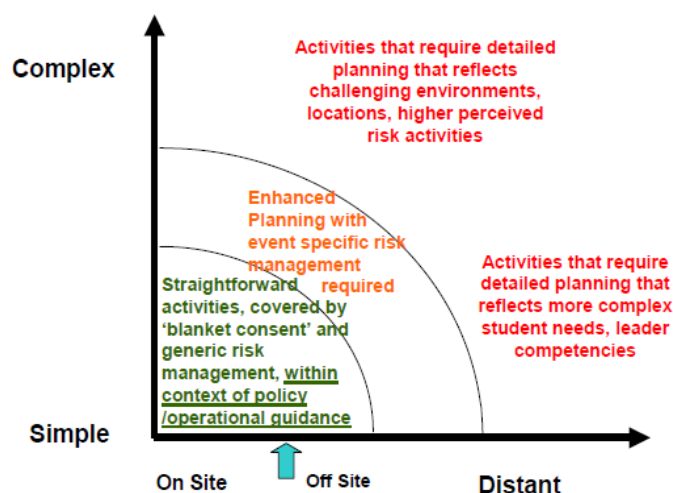 Complex
Activities that require detailed
planning that reflects
challenging environments,
locations, higher perceived
risk activities
Enhanced
Planning with
event specific risk
management
required
Activities that require
detailed planning that
reflects more complex
student needs, leader
competencies
Straightforward
activities, covered by
‘blanket consent’ and
generic risk
management, within
context of policy
/operational guidance
Simple
On Site
Off Site
Distant